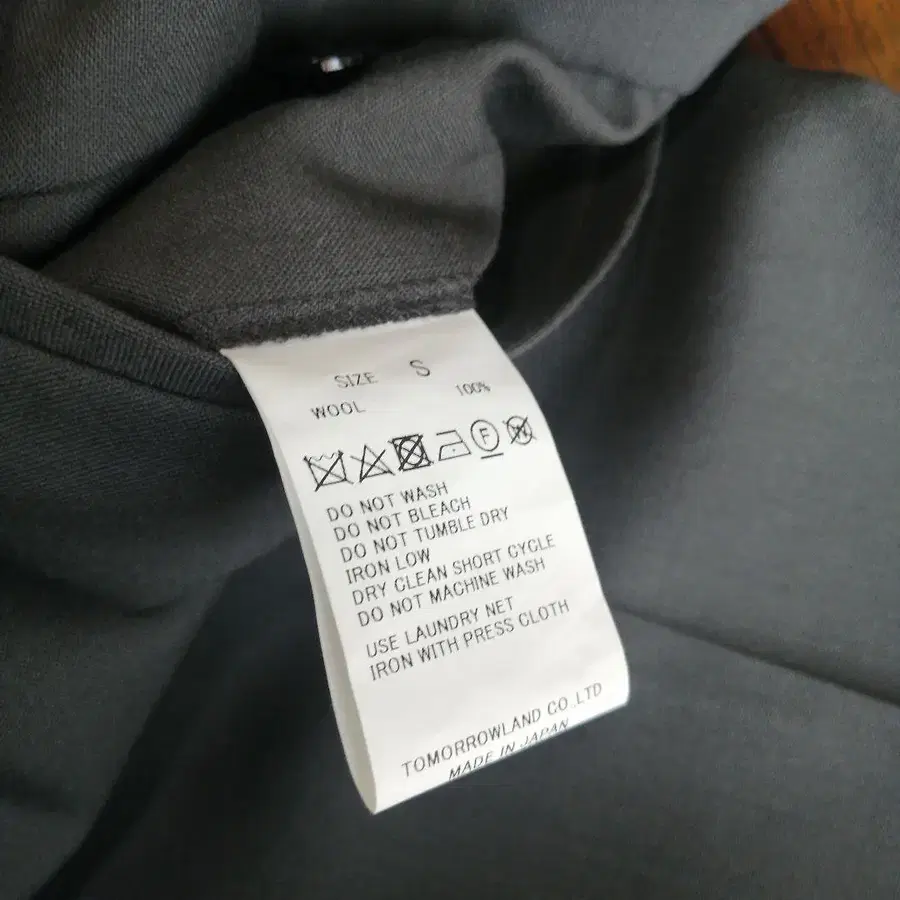 SIZE S
WOOL 100%
F W
DO NOT WASH
DO NOT BLEACH
DO NOT TUMBLE DRY
IRON LOW
DRY CLEAN SHORT CYCLE
DO NOT MACHINE WASH
USE LAUNDRY NET
IRON WITH PRESS CLOTH
TOMORROWLAND CO.,LTD
MADE IN JAPAN